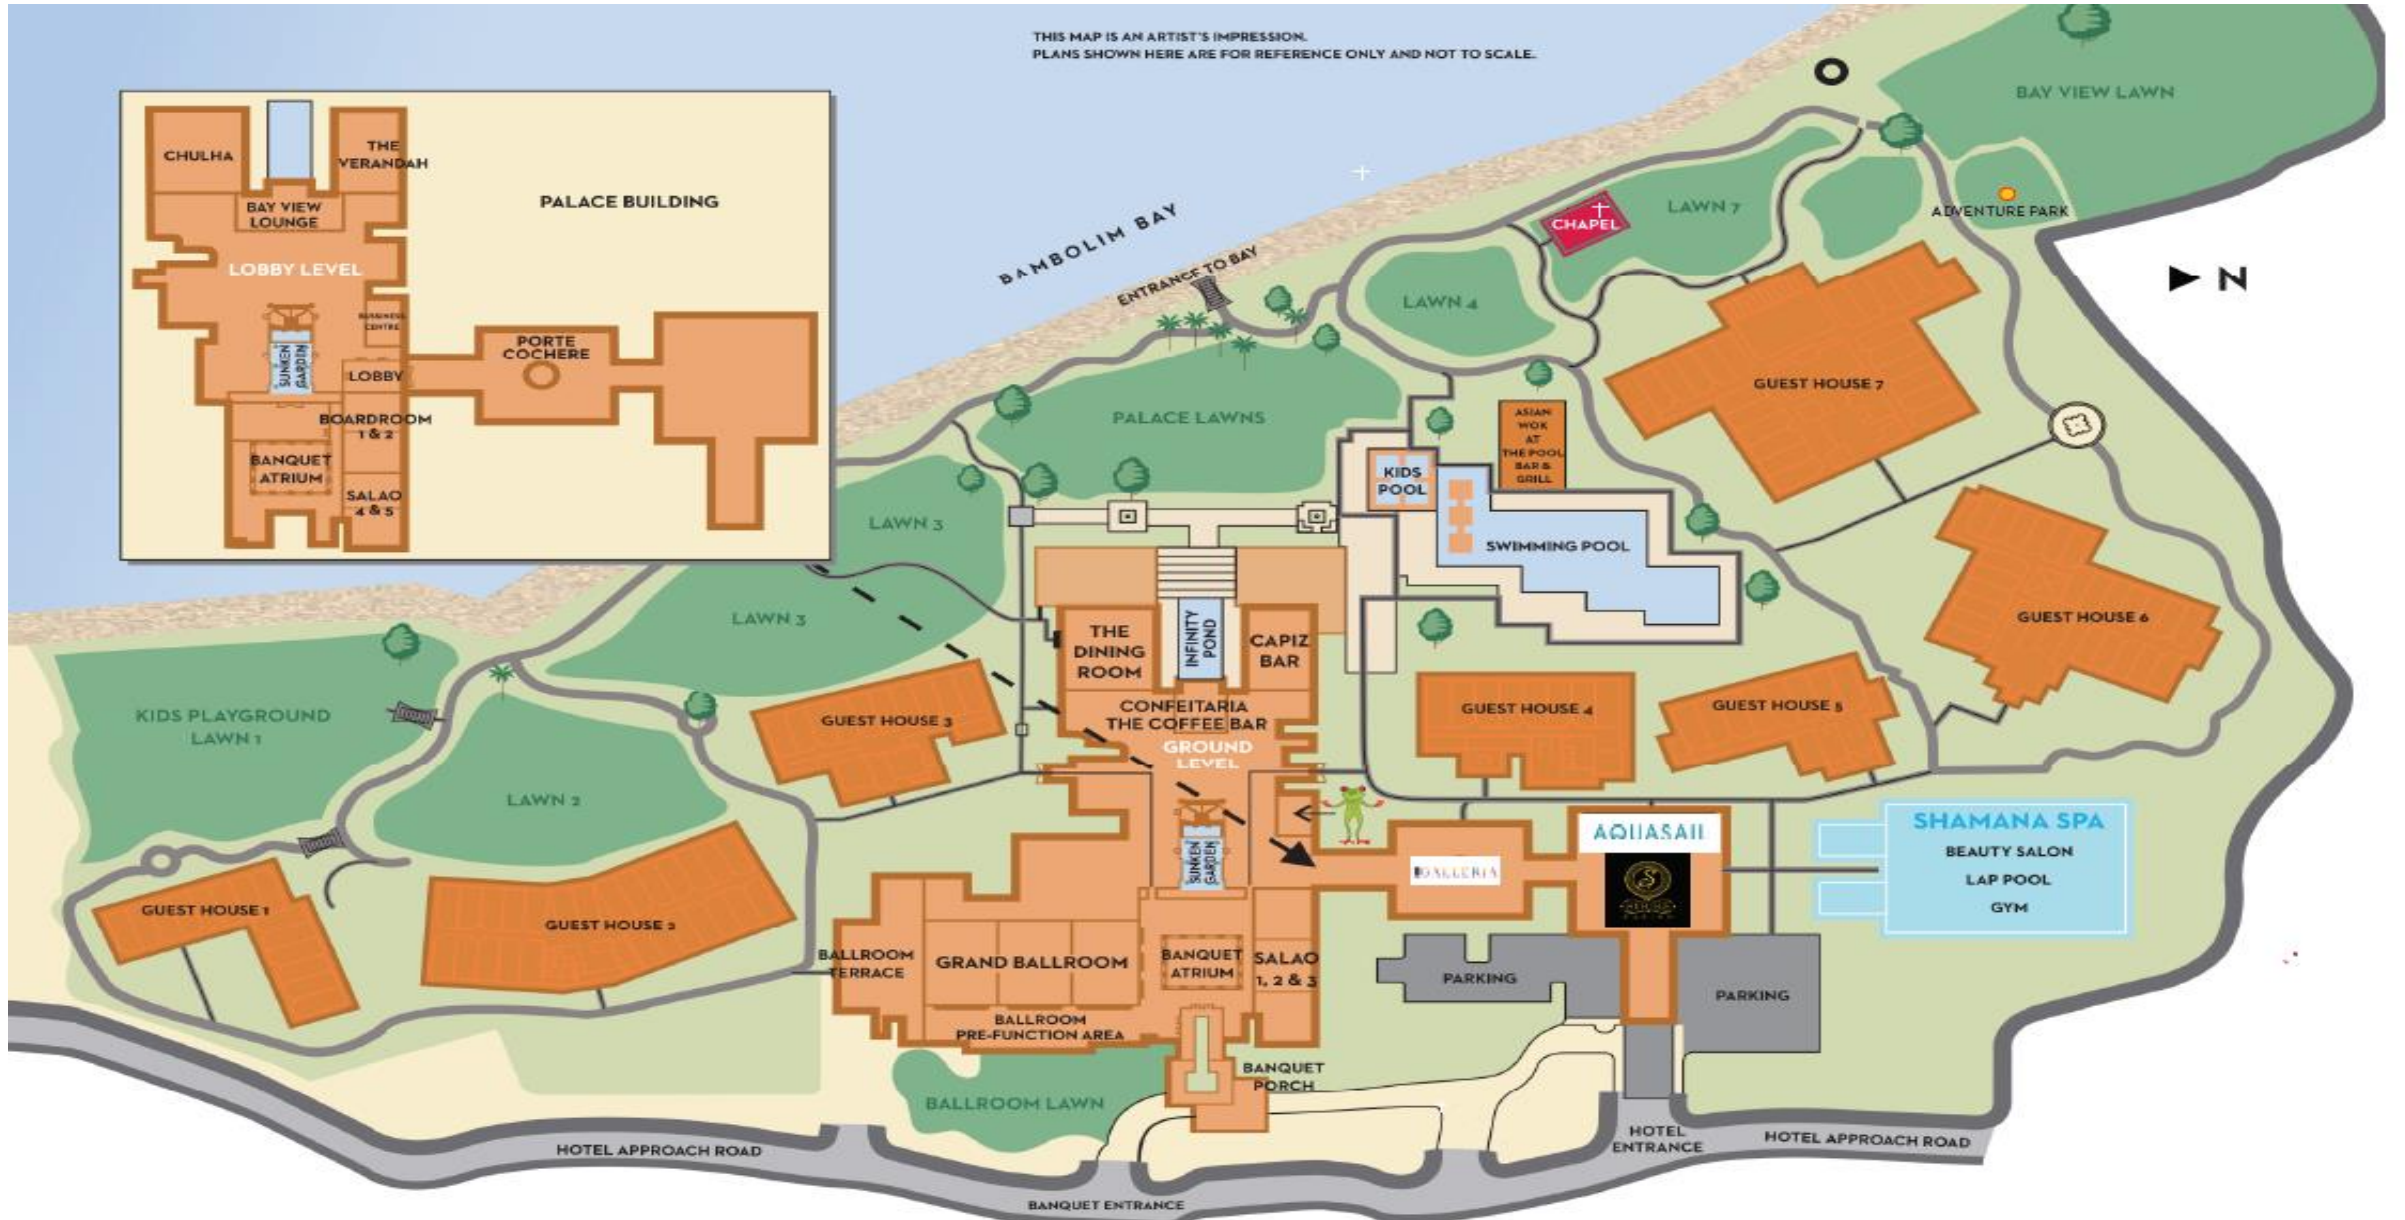 THIS MAP IS AN ARTIST'S IMPRESSION.
PLANS SHOWN HERE ARE FOR REFERENCE ONLY AND NOT TO SCALE.
BAY VIEW LAWN
ADVENTURE PARK
N
CHULHA
THE
VERANDAH
BAY VIEW
LOUNGE
PALACE BUILDING
LOBBY LEVEL
BUSSINESS
CENTRE
SUNKEN
GARDEN
LOBBY
PORTE
COCHERE
BOARDROOM
1 & 2
BANQUET
ATRIUM
SALAO
4 & 5
BAMBOLIM BAY
ENTRANCE TO BAY
CHAPEL
LAWN 7
LAWN 4
GUEST HOUSE 7
PALACE LAWNS
ASIAN
WOK
AT
THE POOL
BAR &
GRILL
KIDS
POOL
SWIMMING POOL
LAWN 3
LAWN 3
THE
DINING
ROOM
INFINITY
POND
CAPIZ
BAR
GUEST HOUSE 6
KIDS PLAYGROUND
LAWN 1
GUEST HOUSE 3
CONFEITARIA
THE COFFEE BAR
GROUND
LEVEL
GUEST HOUSE 4
GUEST HOUSE 5
LAWN 2
SUNKEN
GARDEN
AQUASAIL
GALLERIA
SHAMANA SPA
BEAUTY SALON
LAP POOL
GYM
GUEST HOUSE 1
GUEST HOUSE 2
BALLROOM
TERRACE
GRAND BALLROOM
BANQUET
ATRIUM
SALAO
1, 2 & 3
PARKING
PARKING
BALLROOM
PRE-FUNCTION AREA
BANQUET
PORCH
BALLROOM LAWN
HOTEL APPROACH ROAD
HOTEL
ENTRANCE
HOTEL APPROACH ROAD
BANQUET ENTRANCE